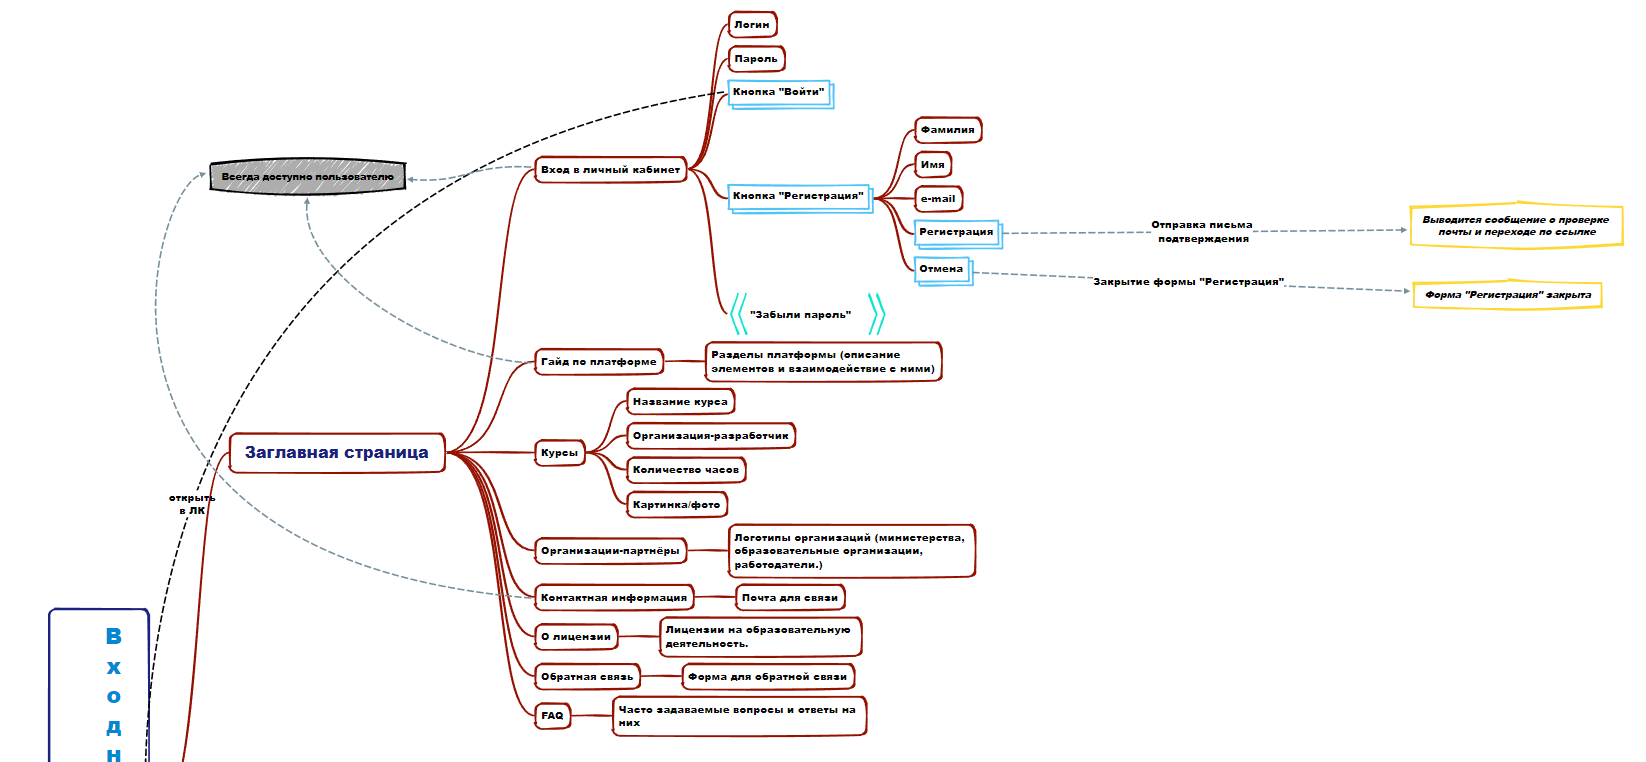 Логин
Пароль
Кнопка "Войти"
Фамилия
Имя
e-mail
Регистрация
Отмена
Вход в личный кабинет
Всегда доступно пользователю
Кнопка "Регистрация"
Отправка письма
подтверждения
Выводится сообщение о проверке
почты и переходе по ссылке
Закрытие формы "Регистрация"
Форма "Регистрация" закрыта
"Забыли пароль"
Гайд по платформе
Разделы платформы (описание
элементов и взаимодействие с ними)
Заглавная страница
Курсы
Название курса
Организация-разработчик
Количество часов
Картинка/фото
открыть
в ЛК
Организации-партнёры
Логотипы организаций (министерства,
образовательные организации,
работодатели.)
Контактная информация
Почта для связи
О лицензии
Лицензии на образовательную
деятельность.
Обратная связь
Форма для обратной связи
FAQ
Часто задаваемые вопросы и ответы на
них
В
х
о
д
н